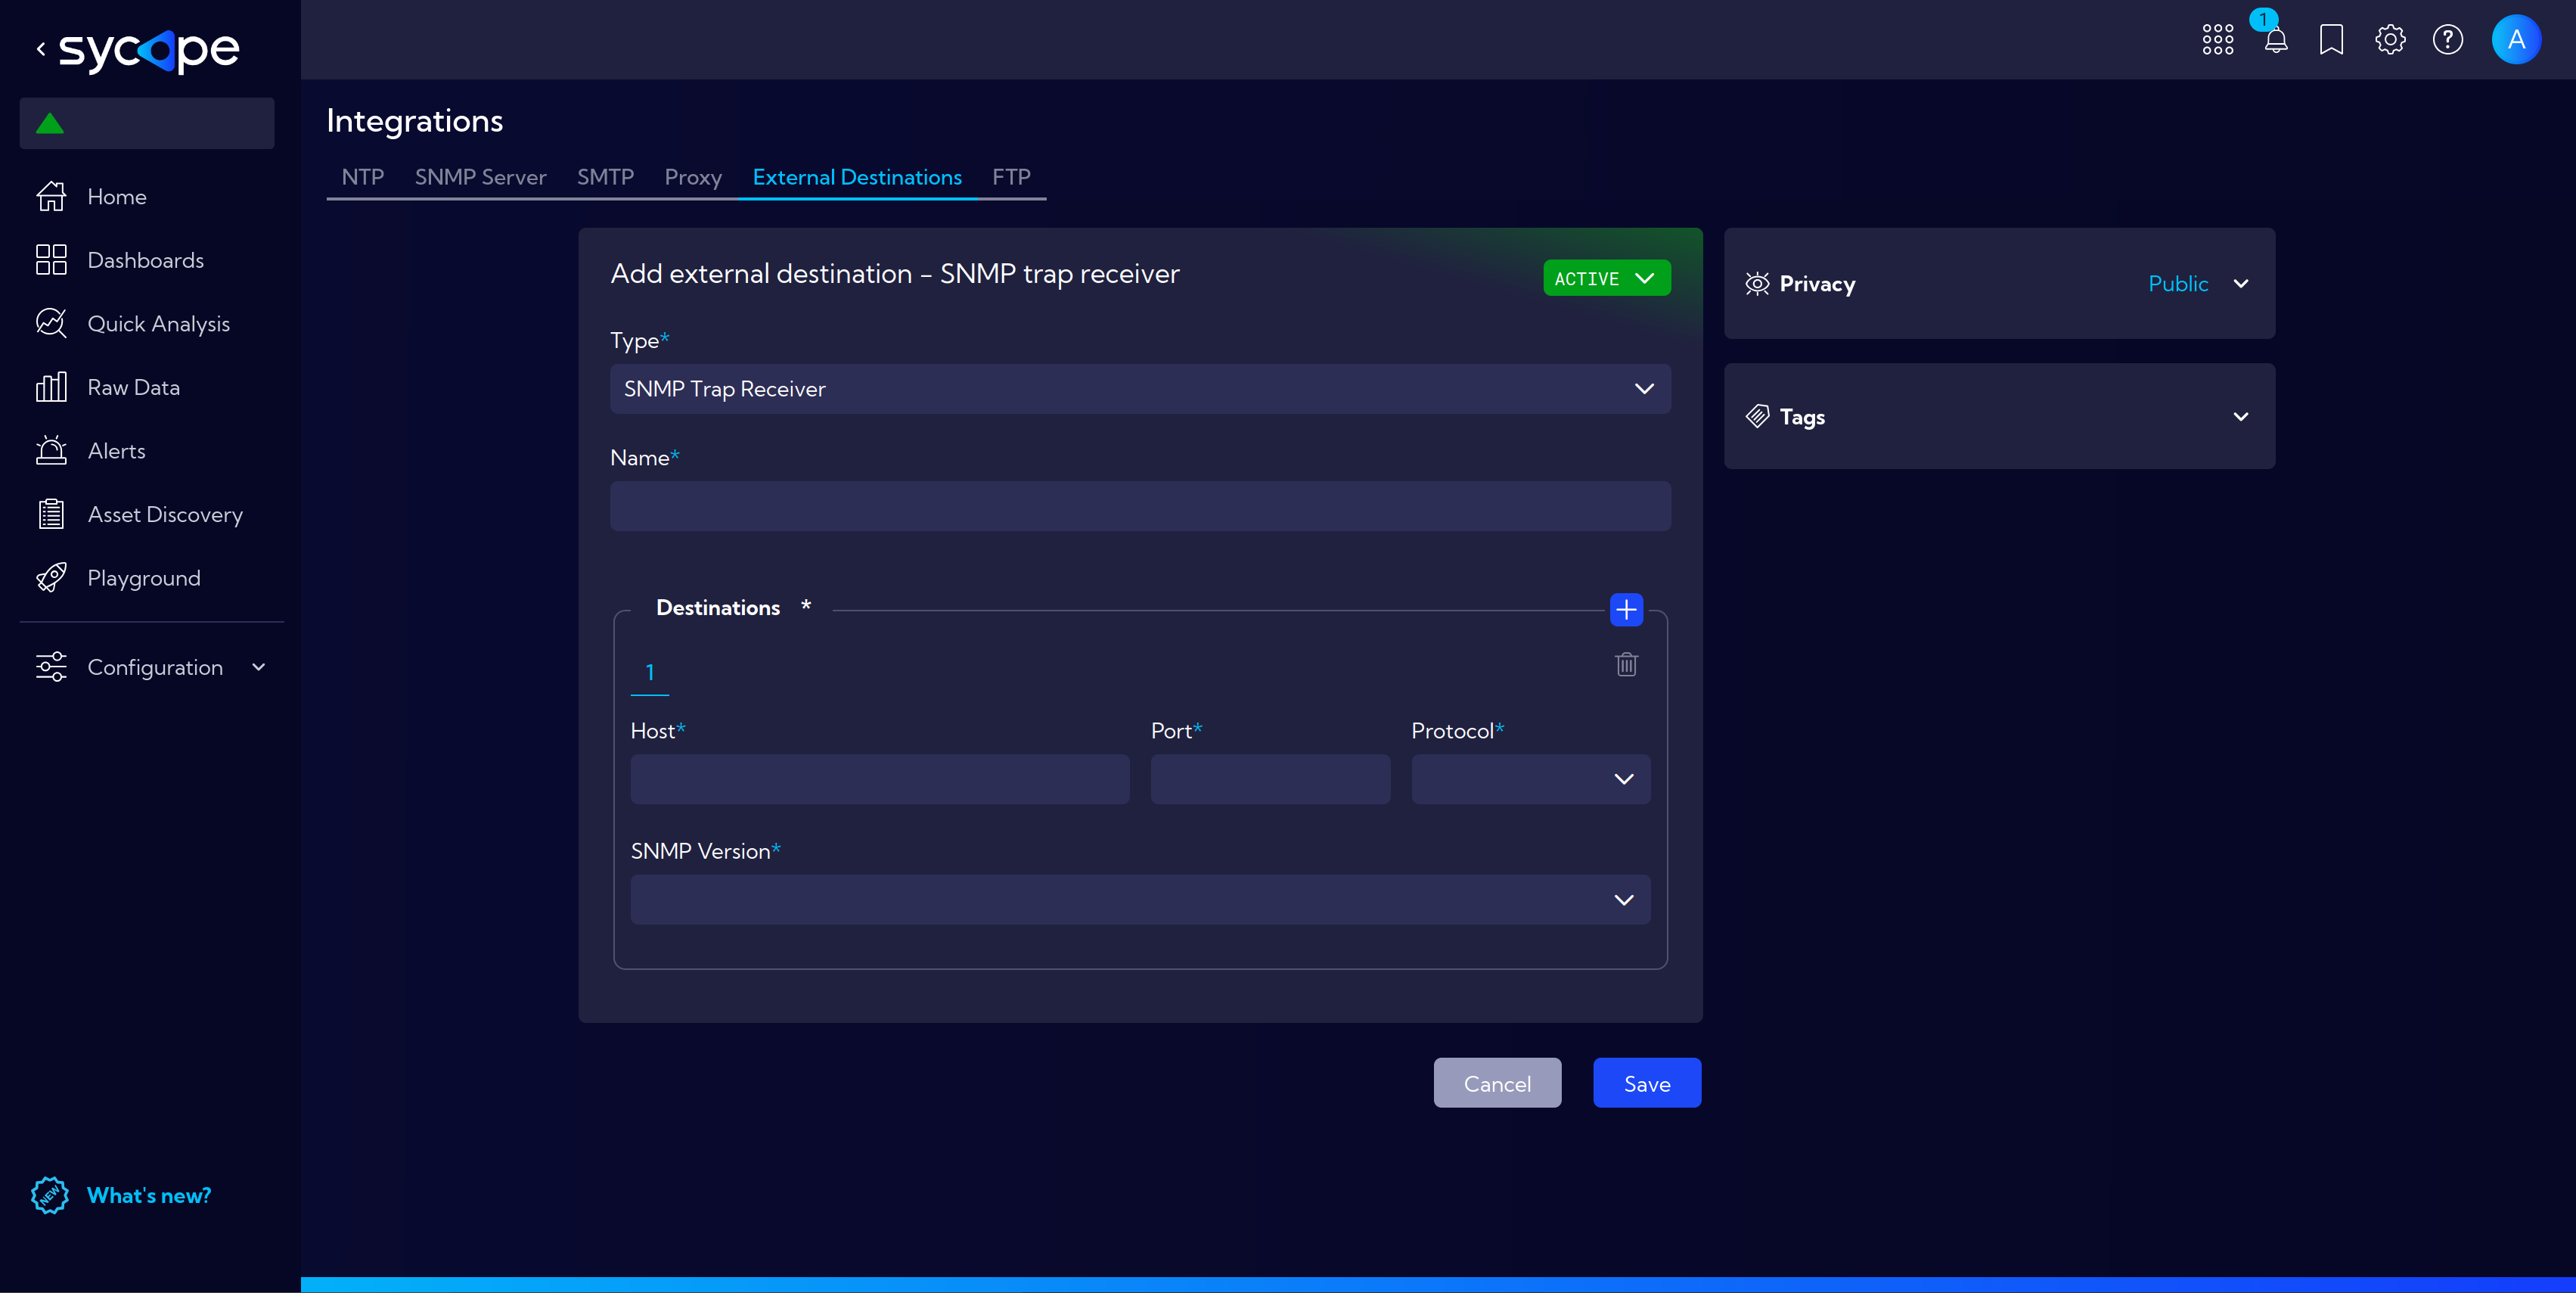 sycope
1
A
Home
Dashboards
Quick Analysis
Raw Data
Alerts
Asset Discovery
Playground
Configuration
NEW
What's new?
Integrations
NTP SNMP Server SMTP Proxy External Destinations FTP
Add external destination - SNMP trap receiver
ACTIVE
Type*
SNMP Trap Receiver
Name*
Destinations *
1
Host* Port* Protocol*
SNMP Version*
Cancel Save
Privacy Public
Tags